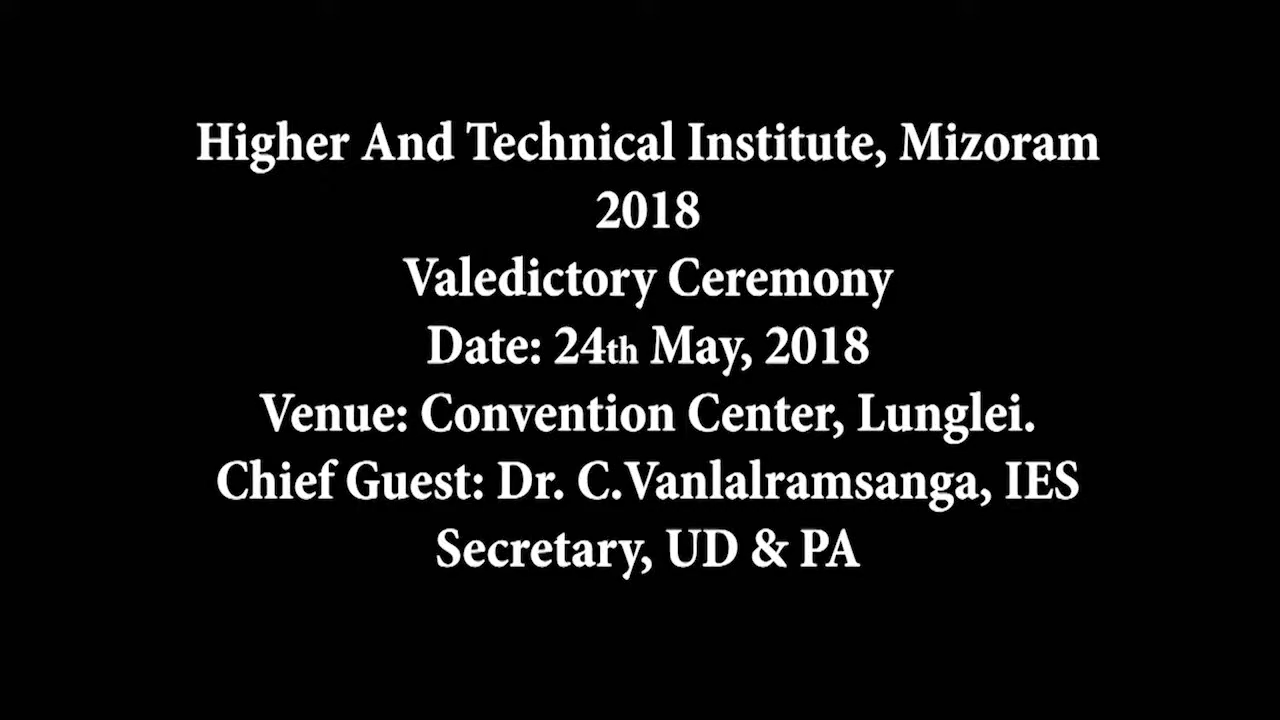 Higher And Technical Institute, Mizoram
2018
Valedictory Ceremony
Date: 24th May, 2018
Venue: Convention Center, Lunglei.
Chief Guest: Dr. C.Vanlalramsanga, IES
Secretary, UD & PA